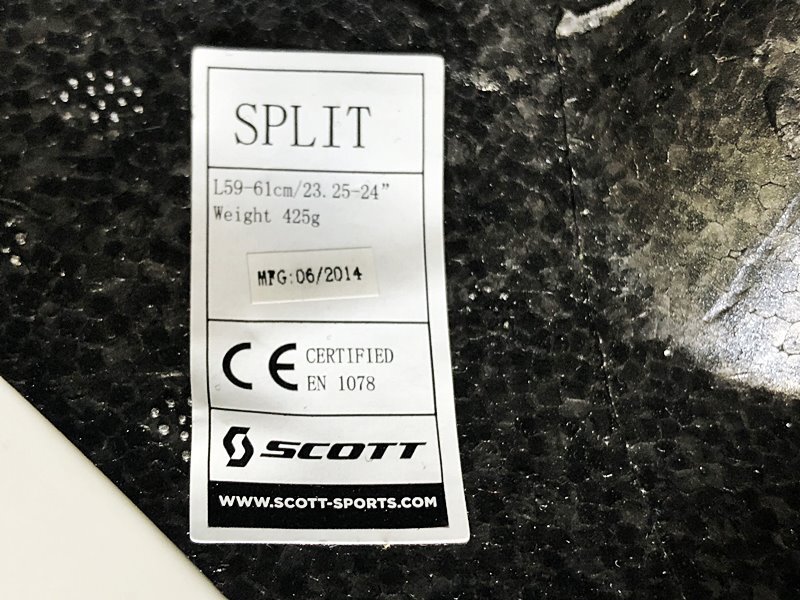 SPLIT
L59-61cm/23.25-24”
Weight 425g
MFG:06/2014
CE CERTIFIED
EN 1078
SCOTT
WWW.SCOTT-SPORTS.COM